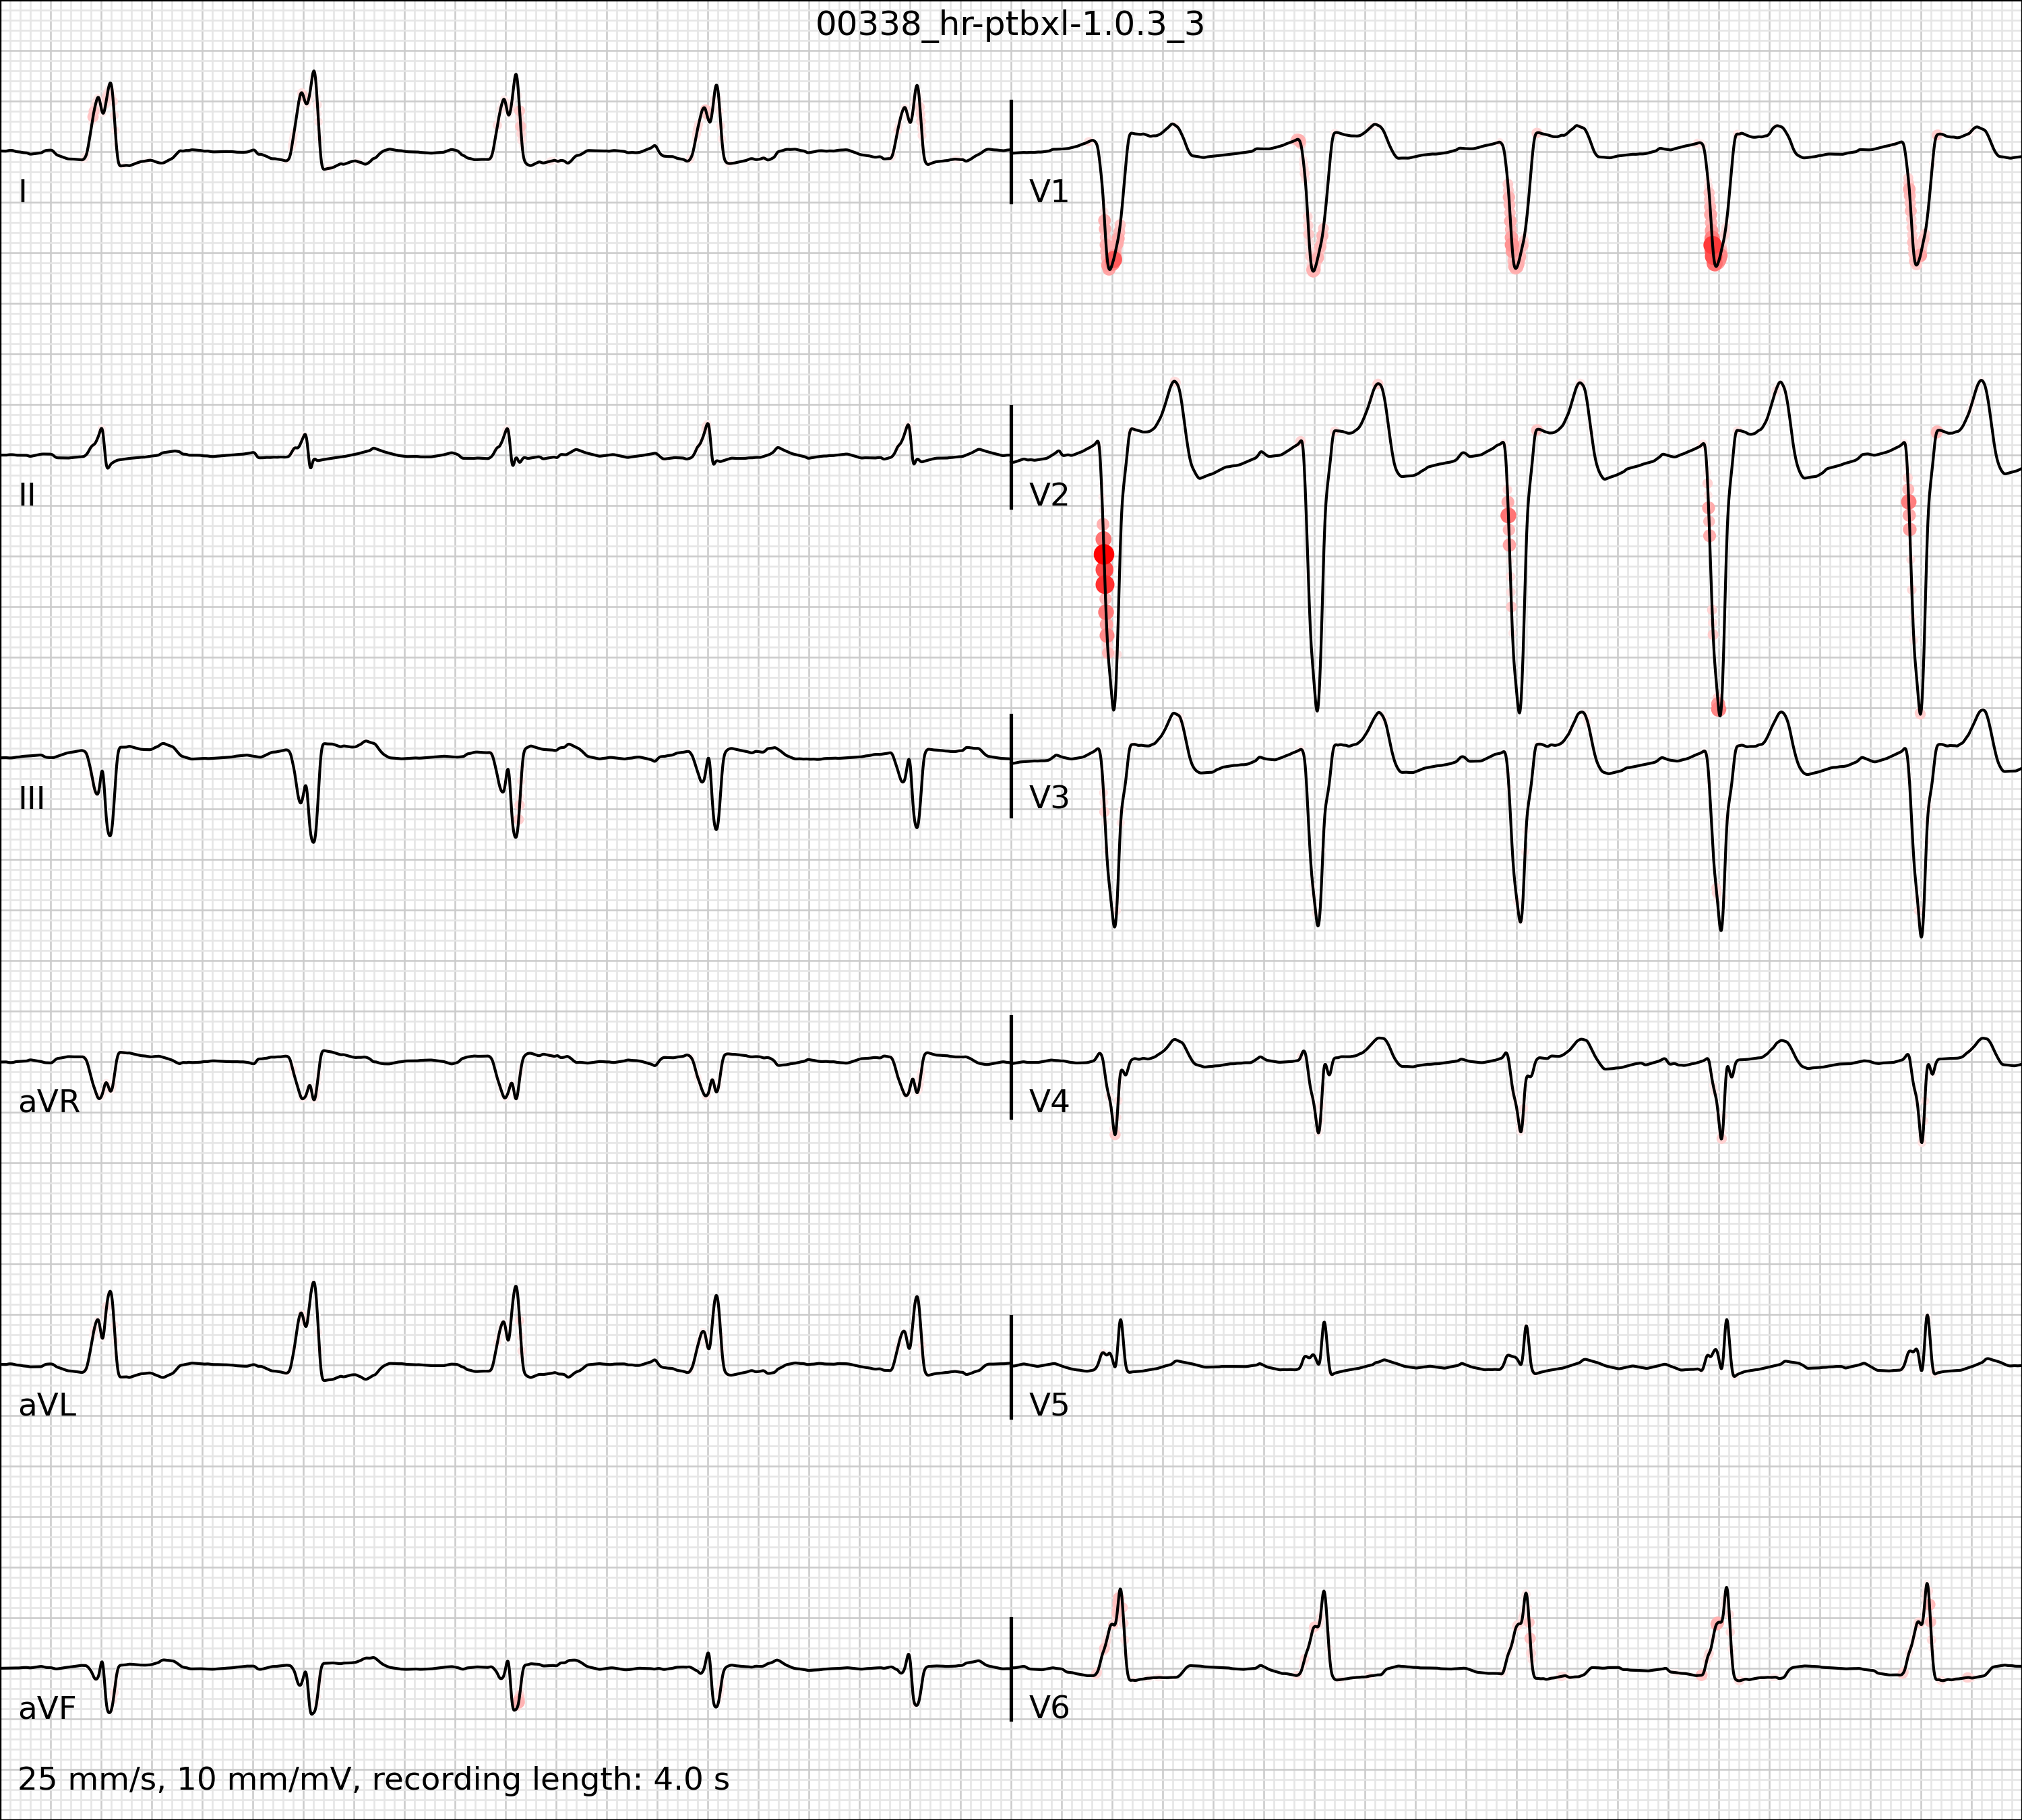 00338_hr-ptbxl-1.0.3_3
I
V1
II
V2
III
V3
aVR
V4
aVL
V5
aVF
V6
25 mm/s, 10 mm/mV, recording length: 4.0 s